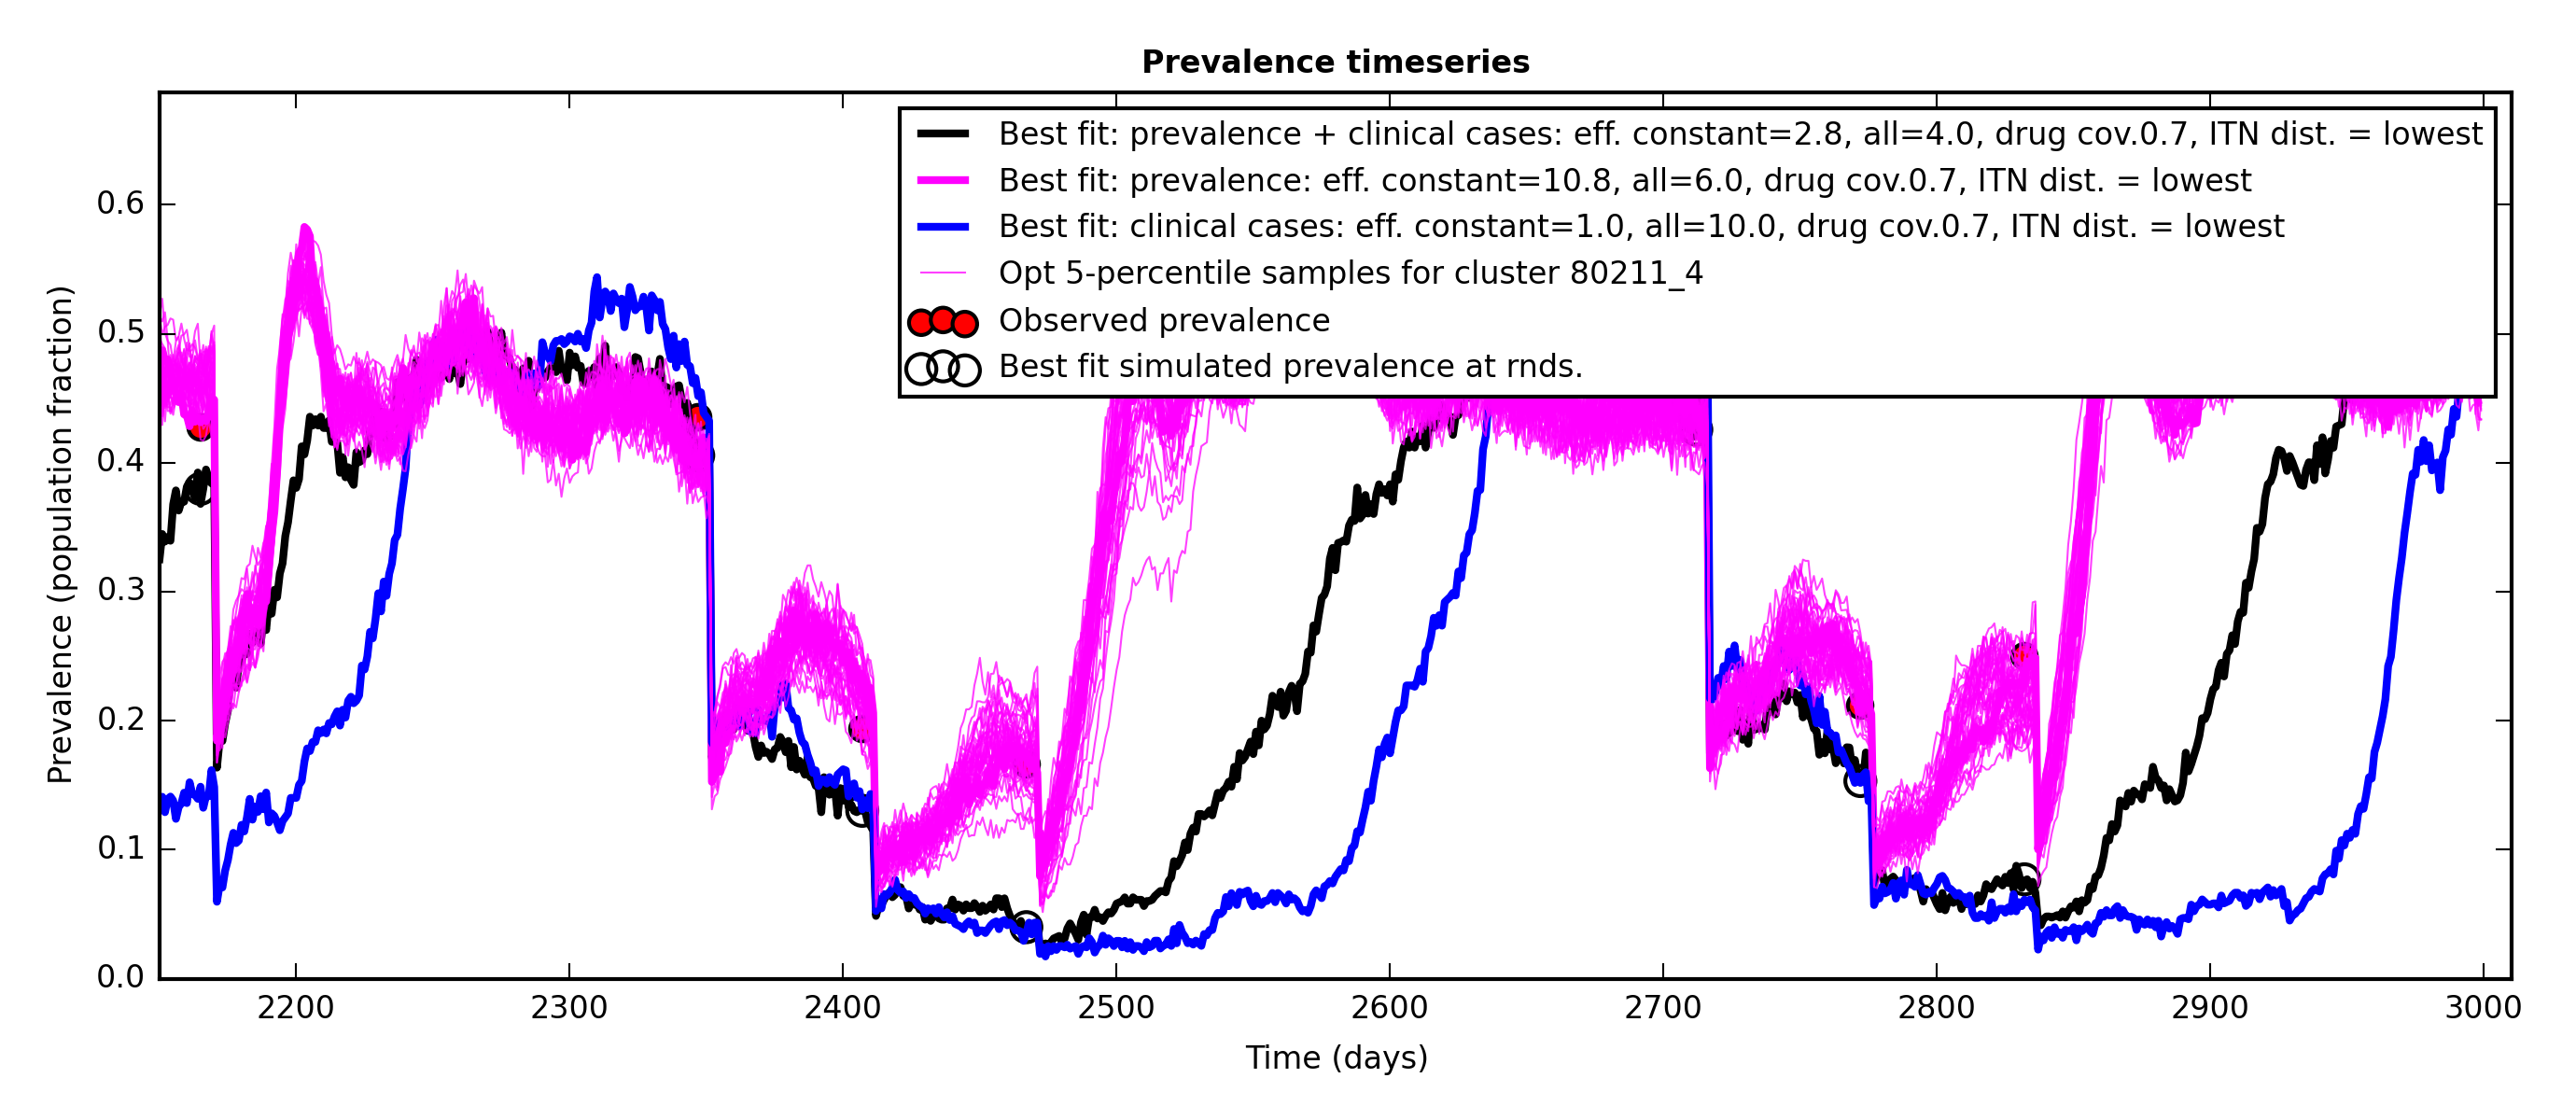 Prevalence timeseries
Best fit: prevalence + clinical cases: eff. constant=2.8, all=4.0, drug cov.0.7, ITN dist. = lowest
Best fit: prevalence: eff. constant=10.8, all=6.0, drug cov.0.7, ITN dist. = lowest
Best fit: clinical cases: eff. constant=1.0, all=10.0, drug cov.0.7, ITN dist. = lowest
Opt 5-percentile samples for cluster 80211_4
Observed prevalence
Best fit simulated prevalence at rnds.
Prevalence (population fraction)
0.6
0.5
0.4
0.3
0.2
0.1
0.0
2200 2300 2400 2500 2600 2700 2800 2900 3000
Time (days)